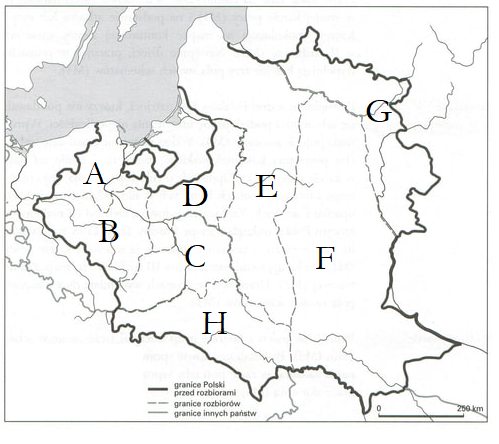 G
A
E
D
B
C
F
H
granice Polski
przed rozbiorami
granice rozbiorów
granice innych państw
0 250 km